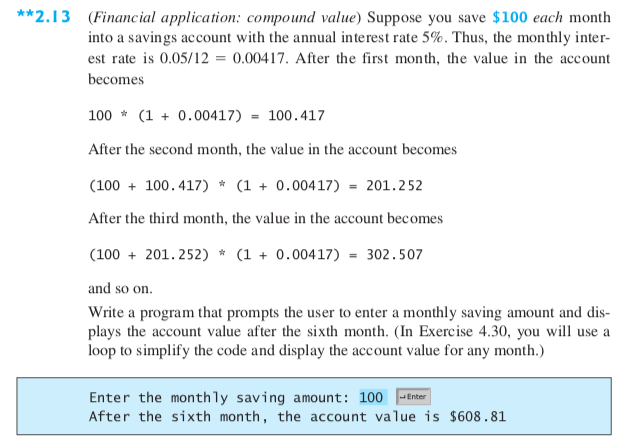 **2.13 (Financial application: compound value) Suppose you save $100 each month
into a savings account with the annual interest rate 5%. Thus, the monthly inter-
est rate is 0.05/12 = 0.00417. After the first month, the value in the account
becomes
100 * (1 + 0.00417) = 100.417
After the second month, the value in the account becomes
(100 + 100.417) * (1 + 0.00417) = 201.252
After the third month, the value in the account becomes
(100 + 201.252) * (1 + 0.00417) = 302.507
and so on.
Write a program that prompts the user to enter a monthly saving amount and dis-
plays the account value after the sixth month. (In Exercise 4.30, you will use a
loop to simplify the code and display the account value for any month.)
Enter the monthly saving amount: 100 ↵Enter
After the sixth month, the account value is $608.81